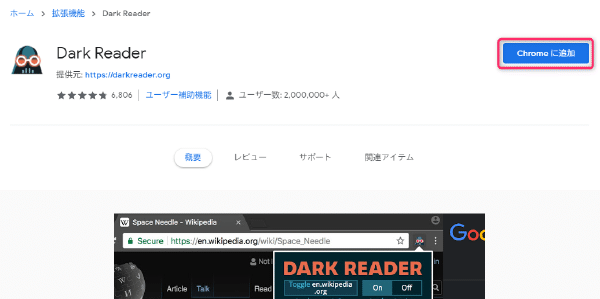 ホーム > 拡張機能 > Dark Reader
Dark Reader
Chrome に追加
提供元: https://darkreader.org
6,806 ユーザー補助機能 ユーザー数: 2,000,000+ 人
概要 レビュー サポート 関連アイテム
W Space Needle - Wikipedia ×
Secure https://en.wikipedia.org/wiki/Space_Needle
Goo
Not
in
DARK READER
Article Talk Read
Toggle en.wikipedia
.org
On Off